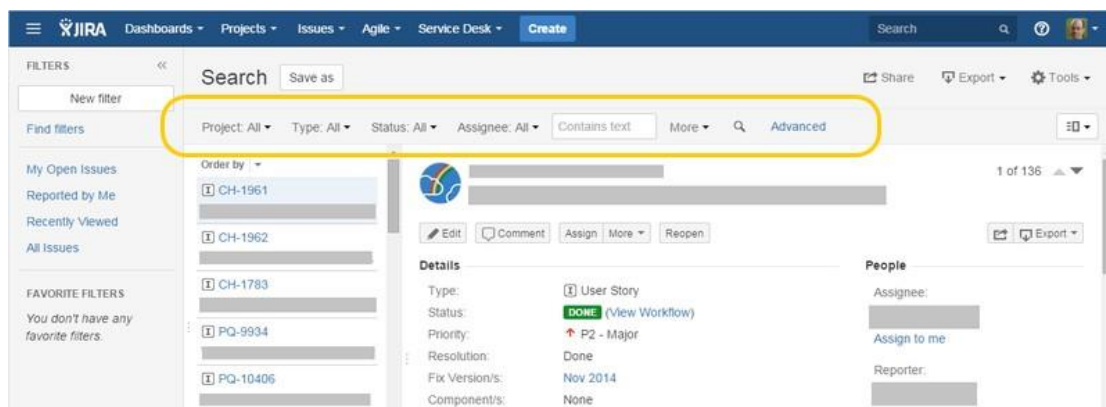 JIRA Dashboards Projects Issues Agile Service Desk Create Search
FILTERS
New filter
Find filters
My Open Issues
Reported by Me
Recently Viewed
All Issues
FAVORITE FILTERS
You don't have any
favorite filters.
Search Save as Share Export Tools
Project: All Type: All Status: All Assignee: All Contains text More Advanced
Order by
CH-1961
CH-1962
CH-1783
PQ-9934
PQ-10406
1 of 136
Edit Comment Assign More Reopen Export
Details
Type: User Story
Status: DONE (View Workflow)
Priority: P2 - Major
Resolution: Done
Fix Version/s: Nov 2014
Component/s: None
People
Assignee:
Assign to me
Reporter: